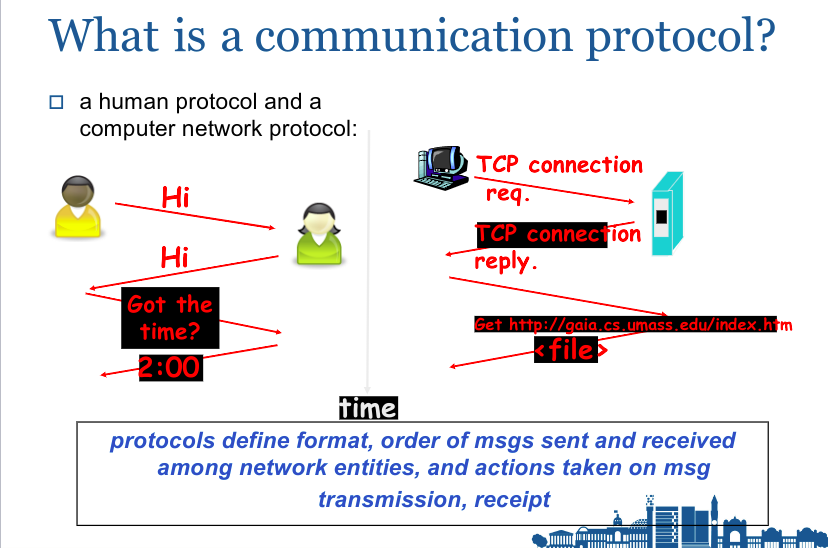 What is a communication protocol?
a human protocol and a
computer network protocol:
Hi
Hi
Got the
time?
2:00
TCP connection
req.
TCP connection
reply.
Get http://gaia.cs.umass.edu/index.htm
<file>
time
protocols define format, order of msgs sent and received
among network entities, and actions taken on msg
transmission, receipt